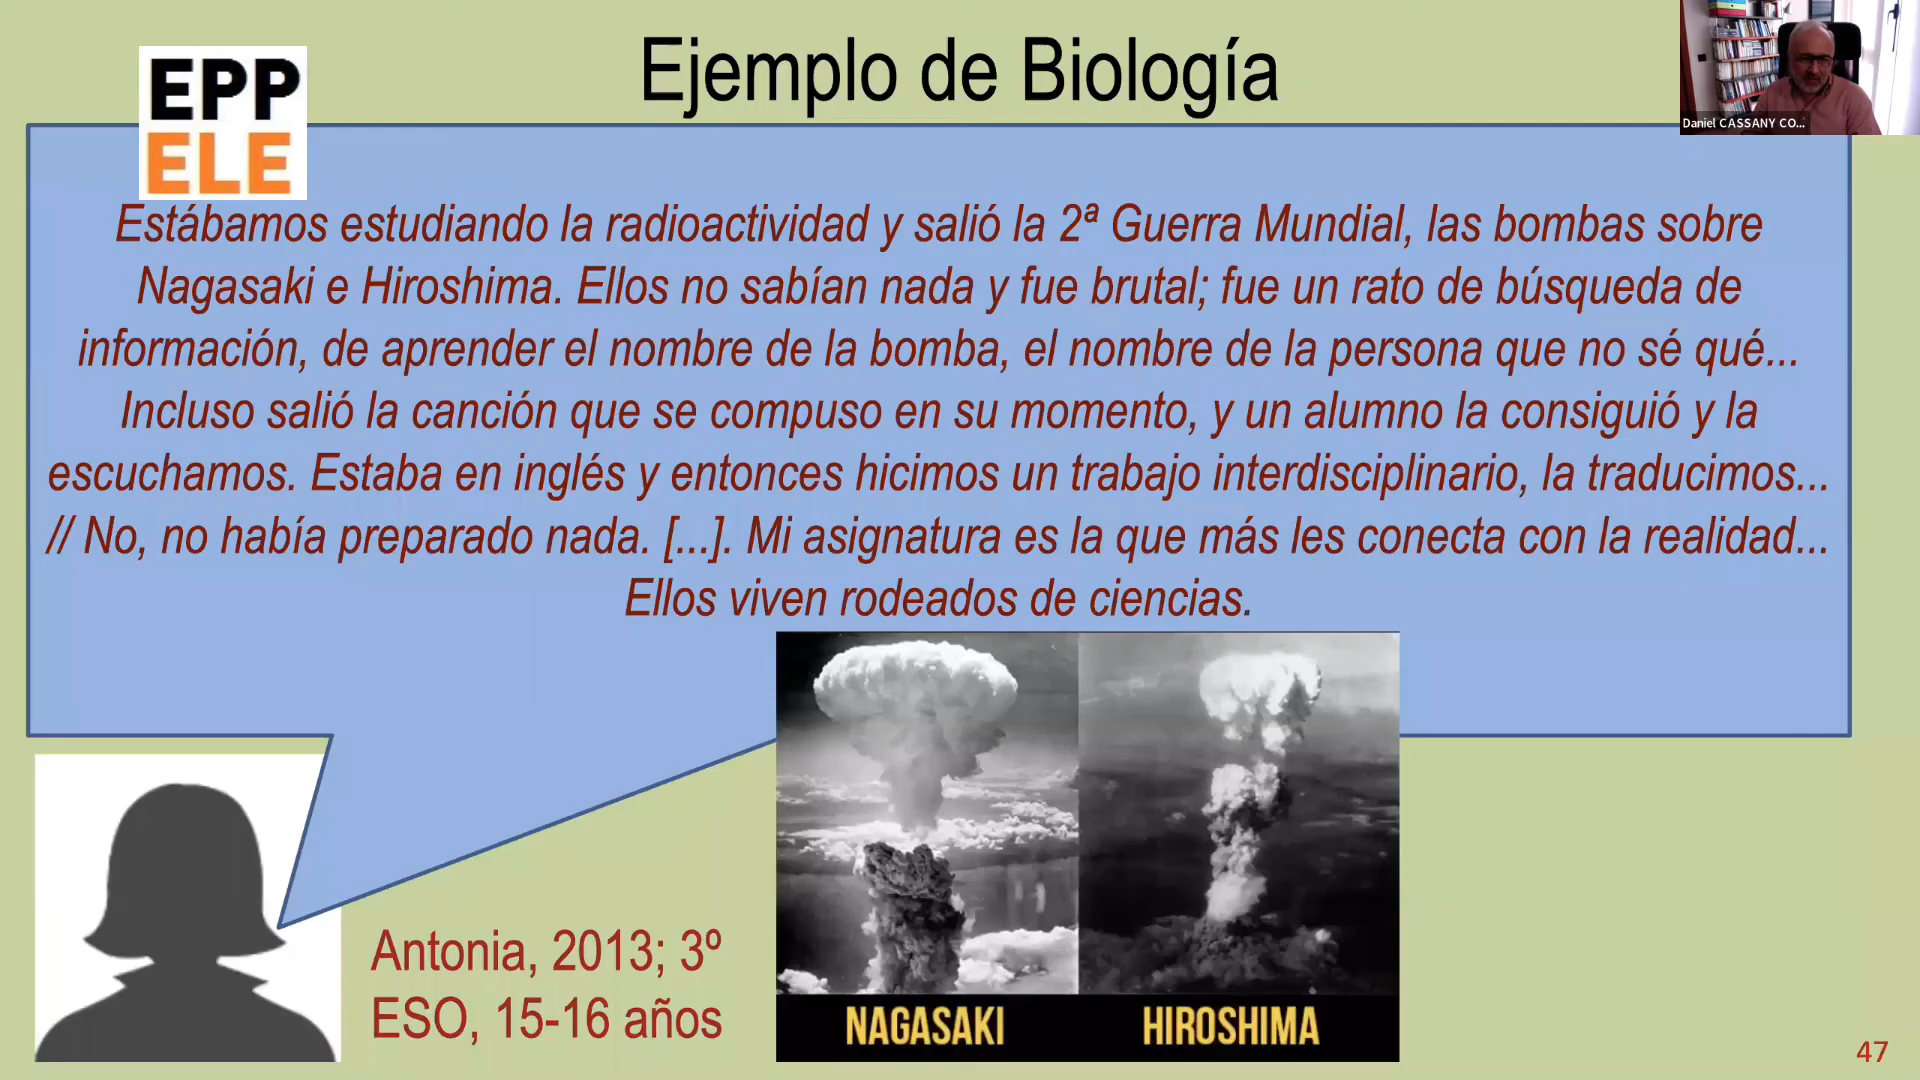 Ejemplo de Biología
EPP
ELE
Daniel CASSANY CO...
Estábamos estudiando la radioactividad y salió la 2ª Guerra Mundial, las bombas sobre
Nagasaki e Hiroshima. Ellos no sabían nada y fue brutal; fue un rato de búsqueda de
información, de aprender el nombre de la bomba, el nombre de la persona que no sé qué...
Incluso salió la canción que se compuso en su momento, y un alumno la consiguió y la
escuchamos. Estaba en inglés y entonces hicimos un trabajo interdisciplinario, la traducimos...
// No, no había preparado nada. [...]. Mi asignatura es la que más les conecta con la realidad...
Ellos viven rodeados de ciencias.
Antonia, 2013; 3º
ESO, 15-16 años
NAGASAKI
HIROSHIMA
47